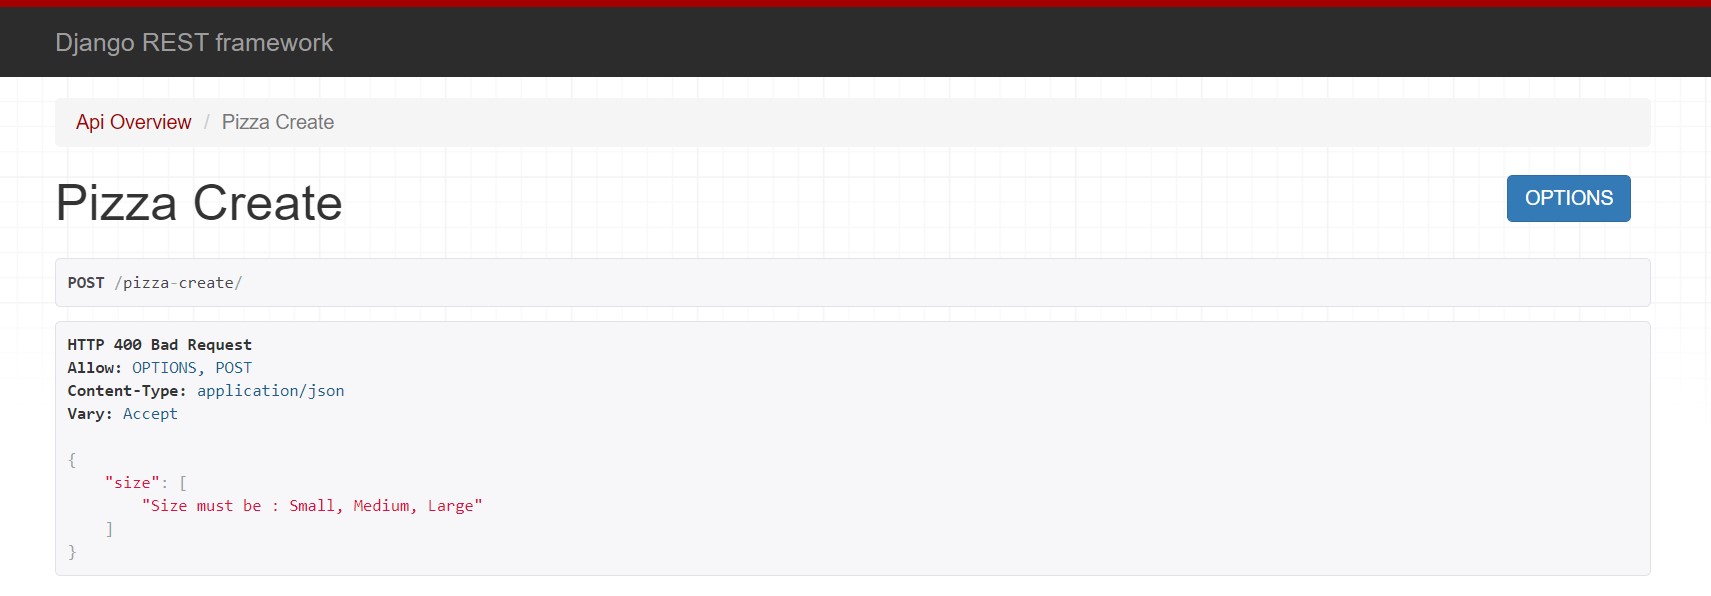 Django REST framework
Api Overview / Pizza Create
Pizza Create
OPTIONS
POST /pizza-create/
HTTP 400 Bad Request
Allow: OPTIONS, POST
Content-Type: application/json
Vary: Accept
{
    "size": [
        "Size must be : Small, Medium, Large"
    ]
}